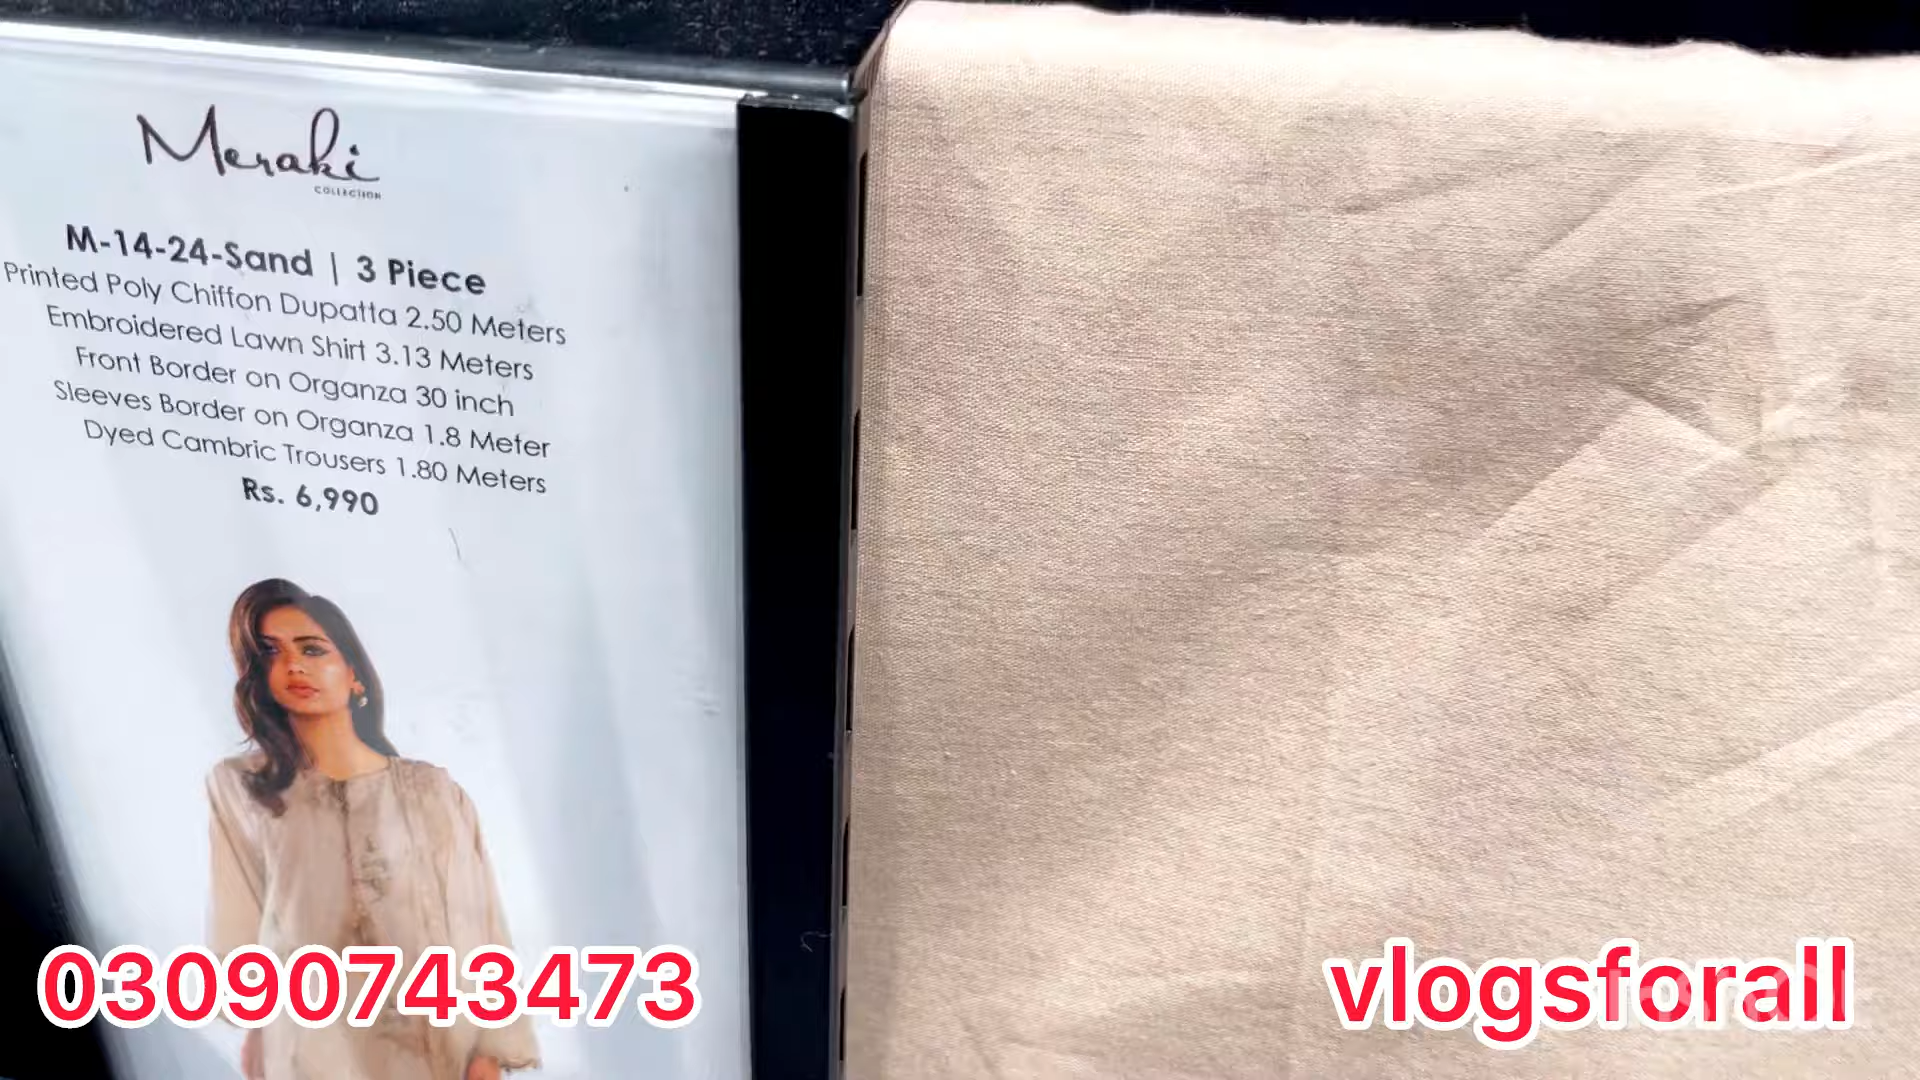 Meraki
COLLECTION
M-14-24-Sand | 3 Piece
Printed Poly Chiffon Dupatta 2.50 Meters
Embroidered Lawn Shirt 3.13 Meters
Front Border on Organza 30 inch
Sleeves Border on Organza 1.8 Meter
Dyed Cambric Trousers 1.80 Meters
Rs. 6,990
03090743473
vlogsforall